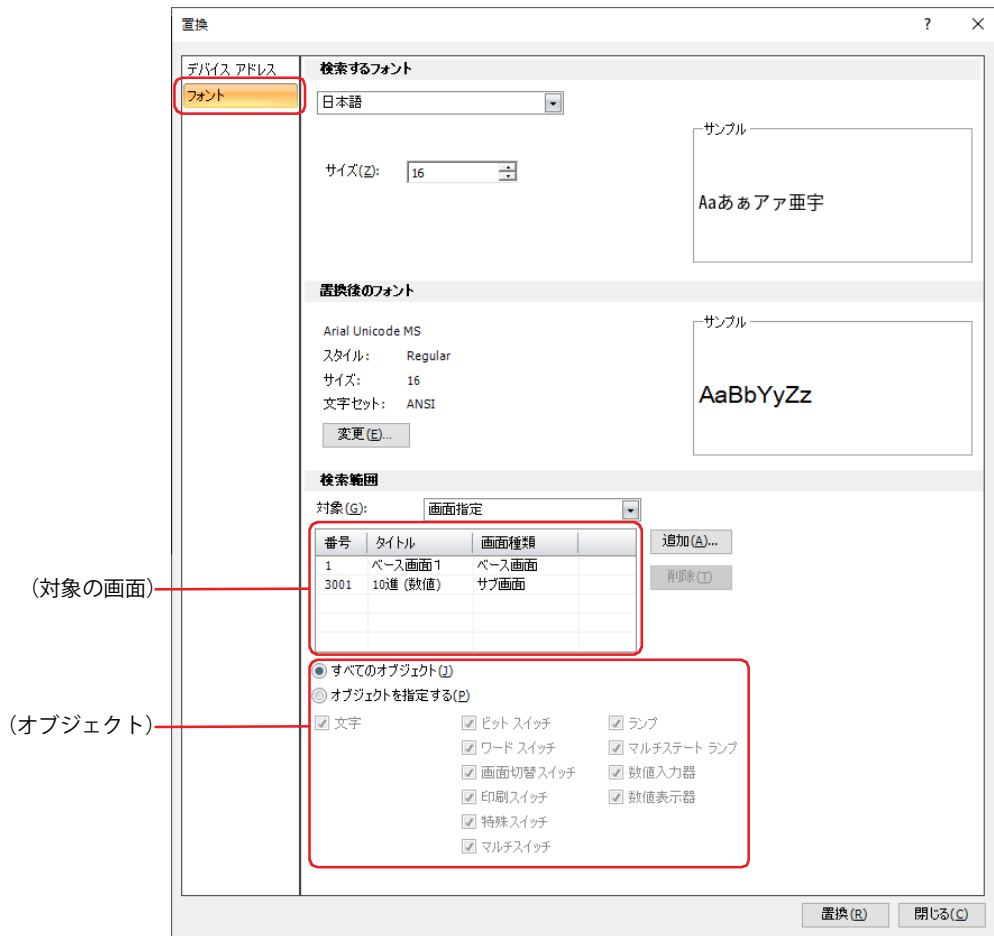 置換
? ×
デバイス アドレス
フォント
検索するフォント
日本語
サイズ(Z): 16
サンプル
Aaあぁアァ亜宇
置換後のフォント
Arial Unicode MS
スタイル: Regular
サイズ: 16
文字セット: ANSI
変更(E)...
サンプル
AaBbYyZz
検索範囲
対象(G): 画面指定
番号 タイトル 画面種類
1 ベース画面1 ベース画面
3001 10進 (数値) サブ画面
追加(A)...
削除(T)
(対象の画面)
すべてのオブジェクト(J)
オブジェクトを指定する(P)
(オブジェクト)
文字 ビット スイッチ ランプ
ワード スイッチ マルチステート ランプ
画面切替スイッチ 数値入力器
印刷スイッチ 数値表示器
特殊スイッチ
マルチスイッチ
置換(R) 閉じる(C)